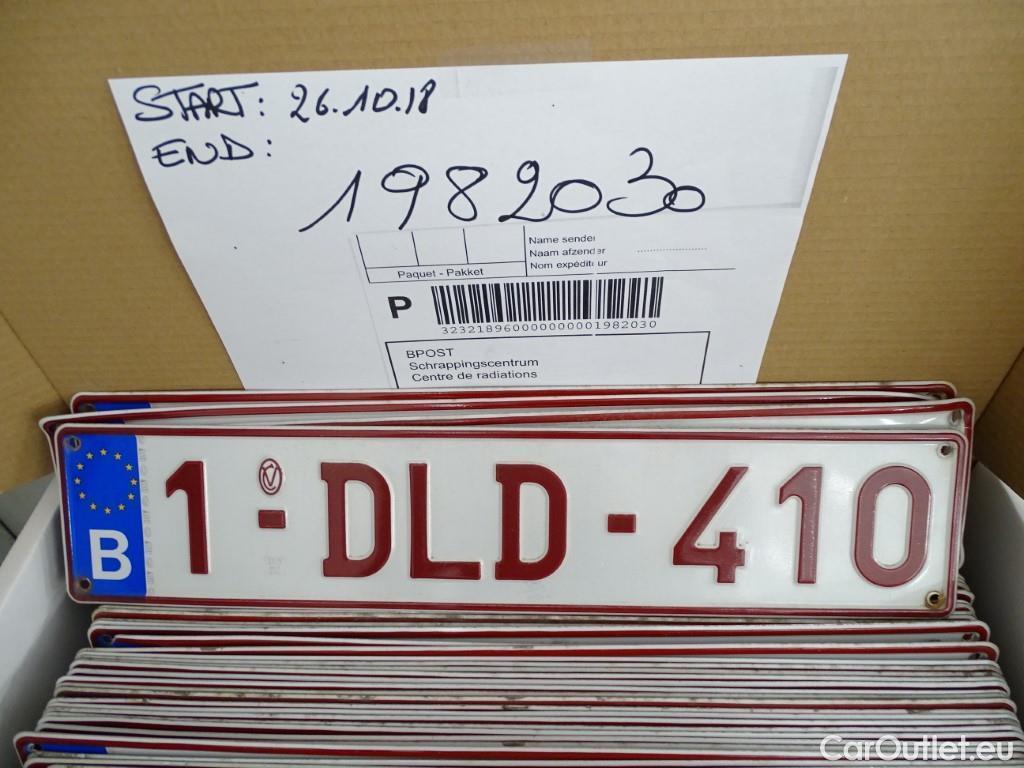 START: 26.10.18
END:
1982030
Name sender
Naam afzender
Nom expéditeur
Paquet - Pakket
P
323218960000000001982030
BPOST
Schrappingscentrum
Centre de radiations
B 1-DLD-410
CarOutlet.eu